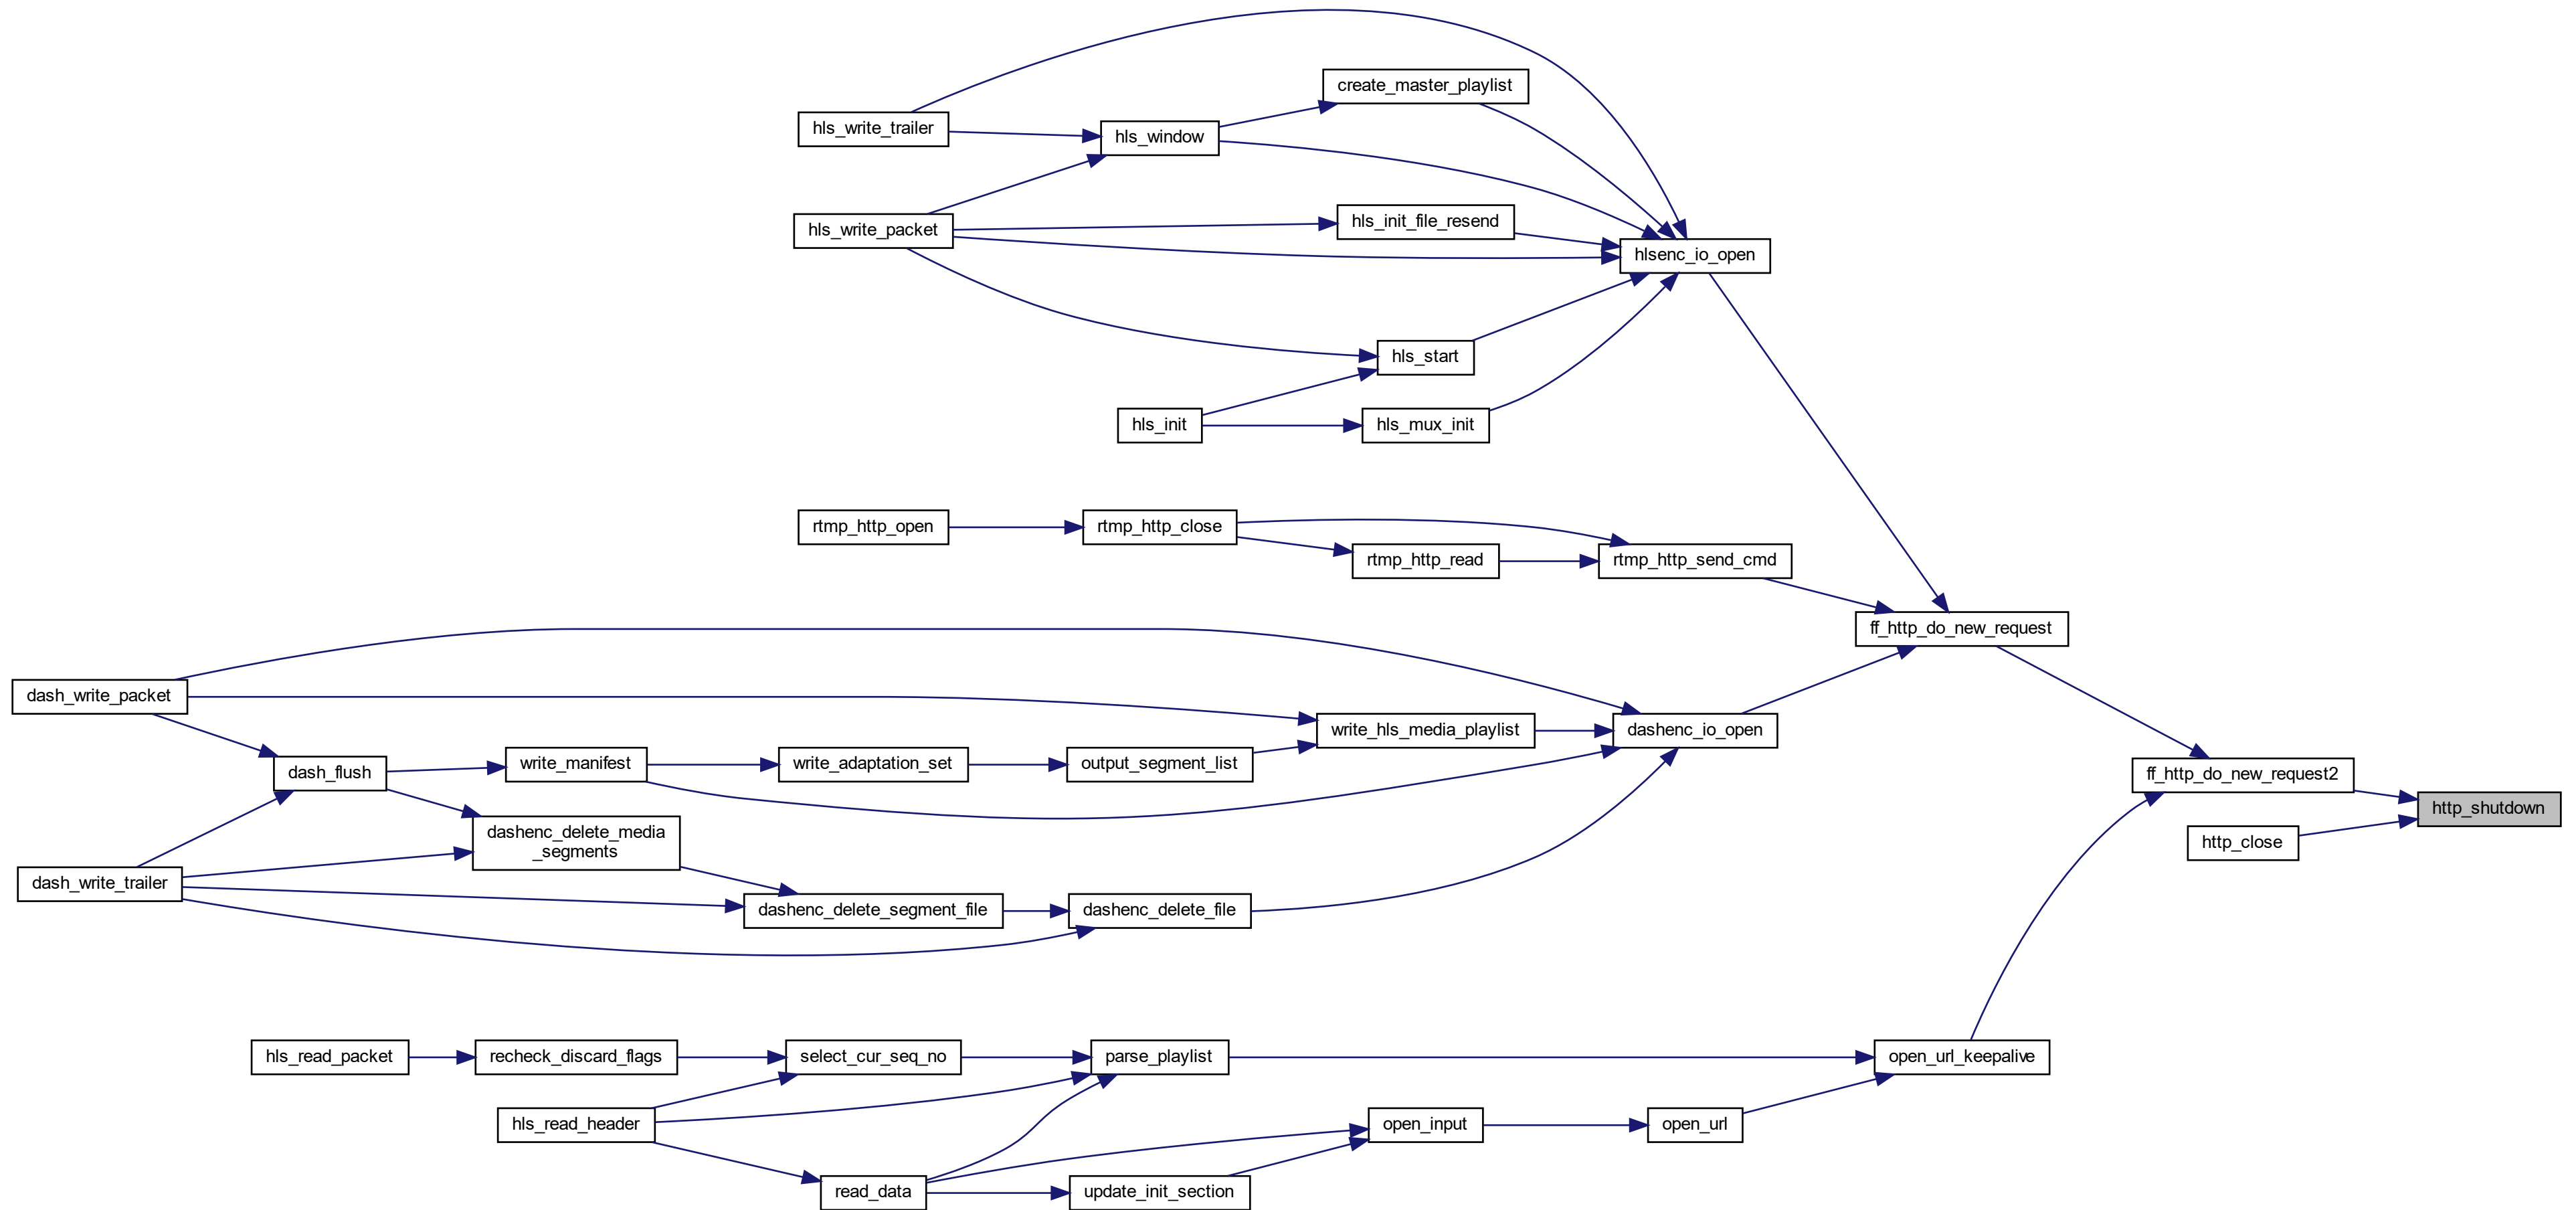 create_master_playlist
hls_write_trailer
hls_window
hls_init_file_resend
hls_write_packet
hlsenc_io_open
hls_start
hls_init
hls_mux_init
rtmp_http_open
rtmp_http_close
rtmp_http_read
rtmp_http_send_cmd
ff_http_do_new_request
dash_write_packet
write_hls_media_playlist
dashenc_io_open
dash_flush
write_manifest
write_adaptation_set
output_segment_list
ff_http_do_new_request2
http_shutdown
dashenc_delete_media
_segments
http_close
dash_write_trailer
dashenc_delete_segment_file
dashenc_delete_file
hls_read_packet
recheck_discard_flags
select_cur_seq_no
parse_playlist
open_url_keepalive
hls_read_header
open_input
open_url
read_data
update_init_section